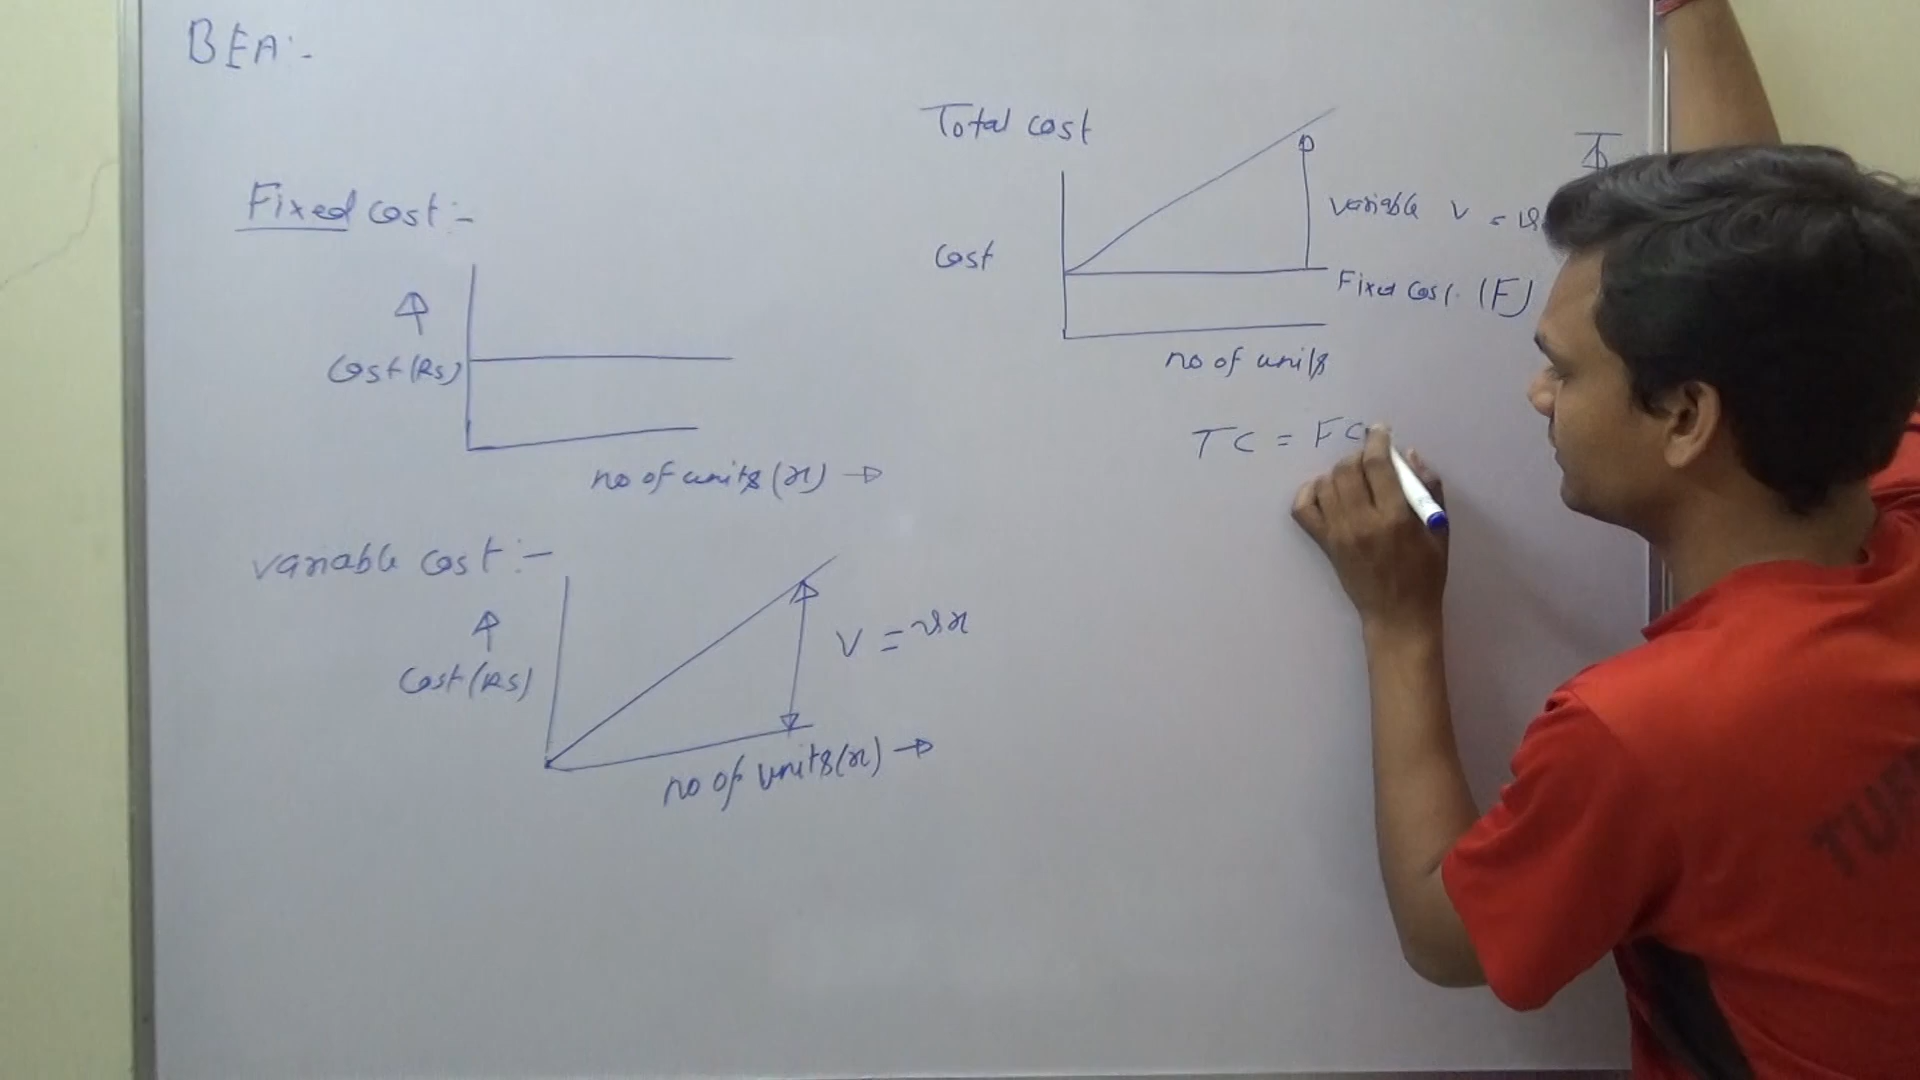 BEA:-
Fixed cost:-
Cost (Rs)
no of units (x) →
variable cost:-
Cost (Rs)
V = vx
no of units (x) →
Total cost
Cost
variable V = v
Fixed cost. (F)
no of units
TC = FC